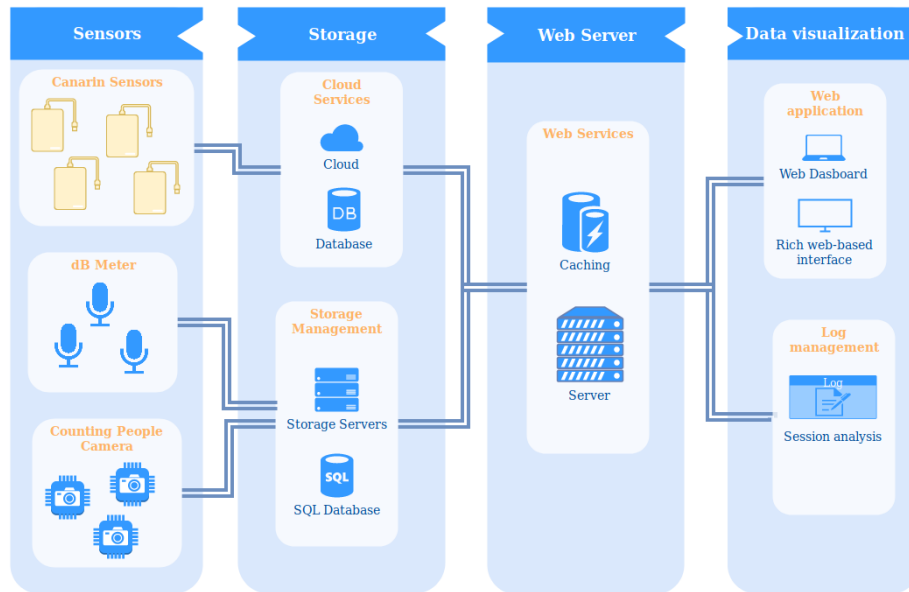 Sensors
Storage
Web Server
Data visualization
Canarin Sensors
dB Meter
Counting People
Camera
Cloud
Services
Cloud
DB
Database
Storage
Management
Storage Servers
SQL
SQL Database
Web Services
Caching
Server
Web
application
Web Dasboard
Rich web-based
interface
Log
management
Log
Session analysis